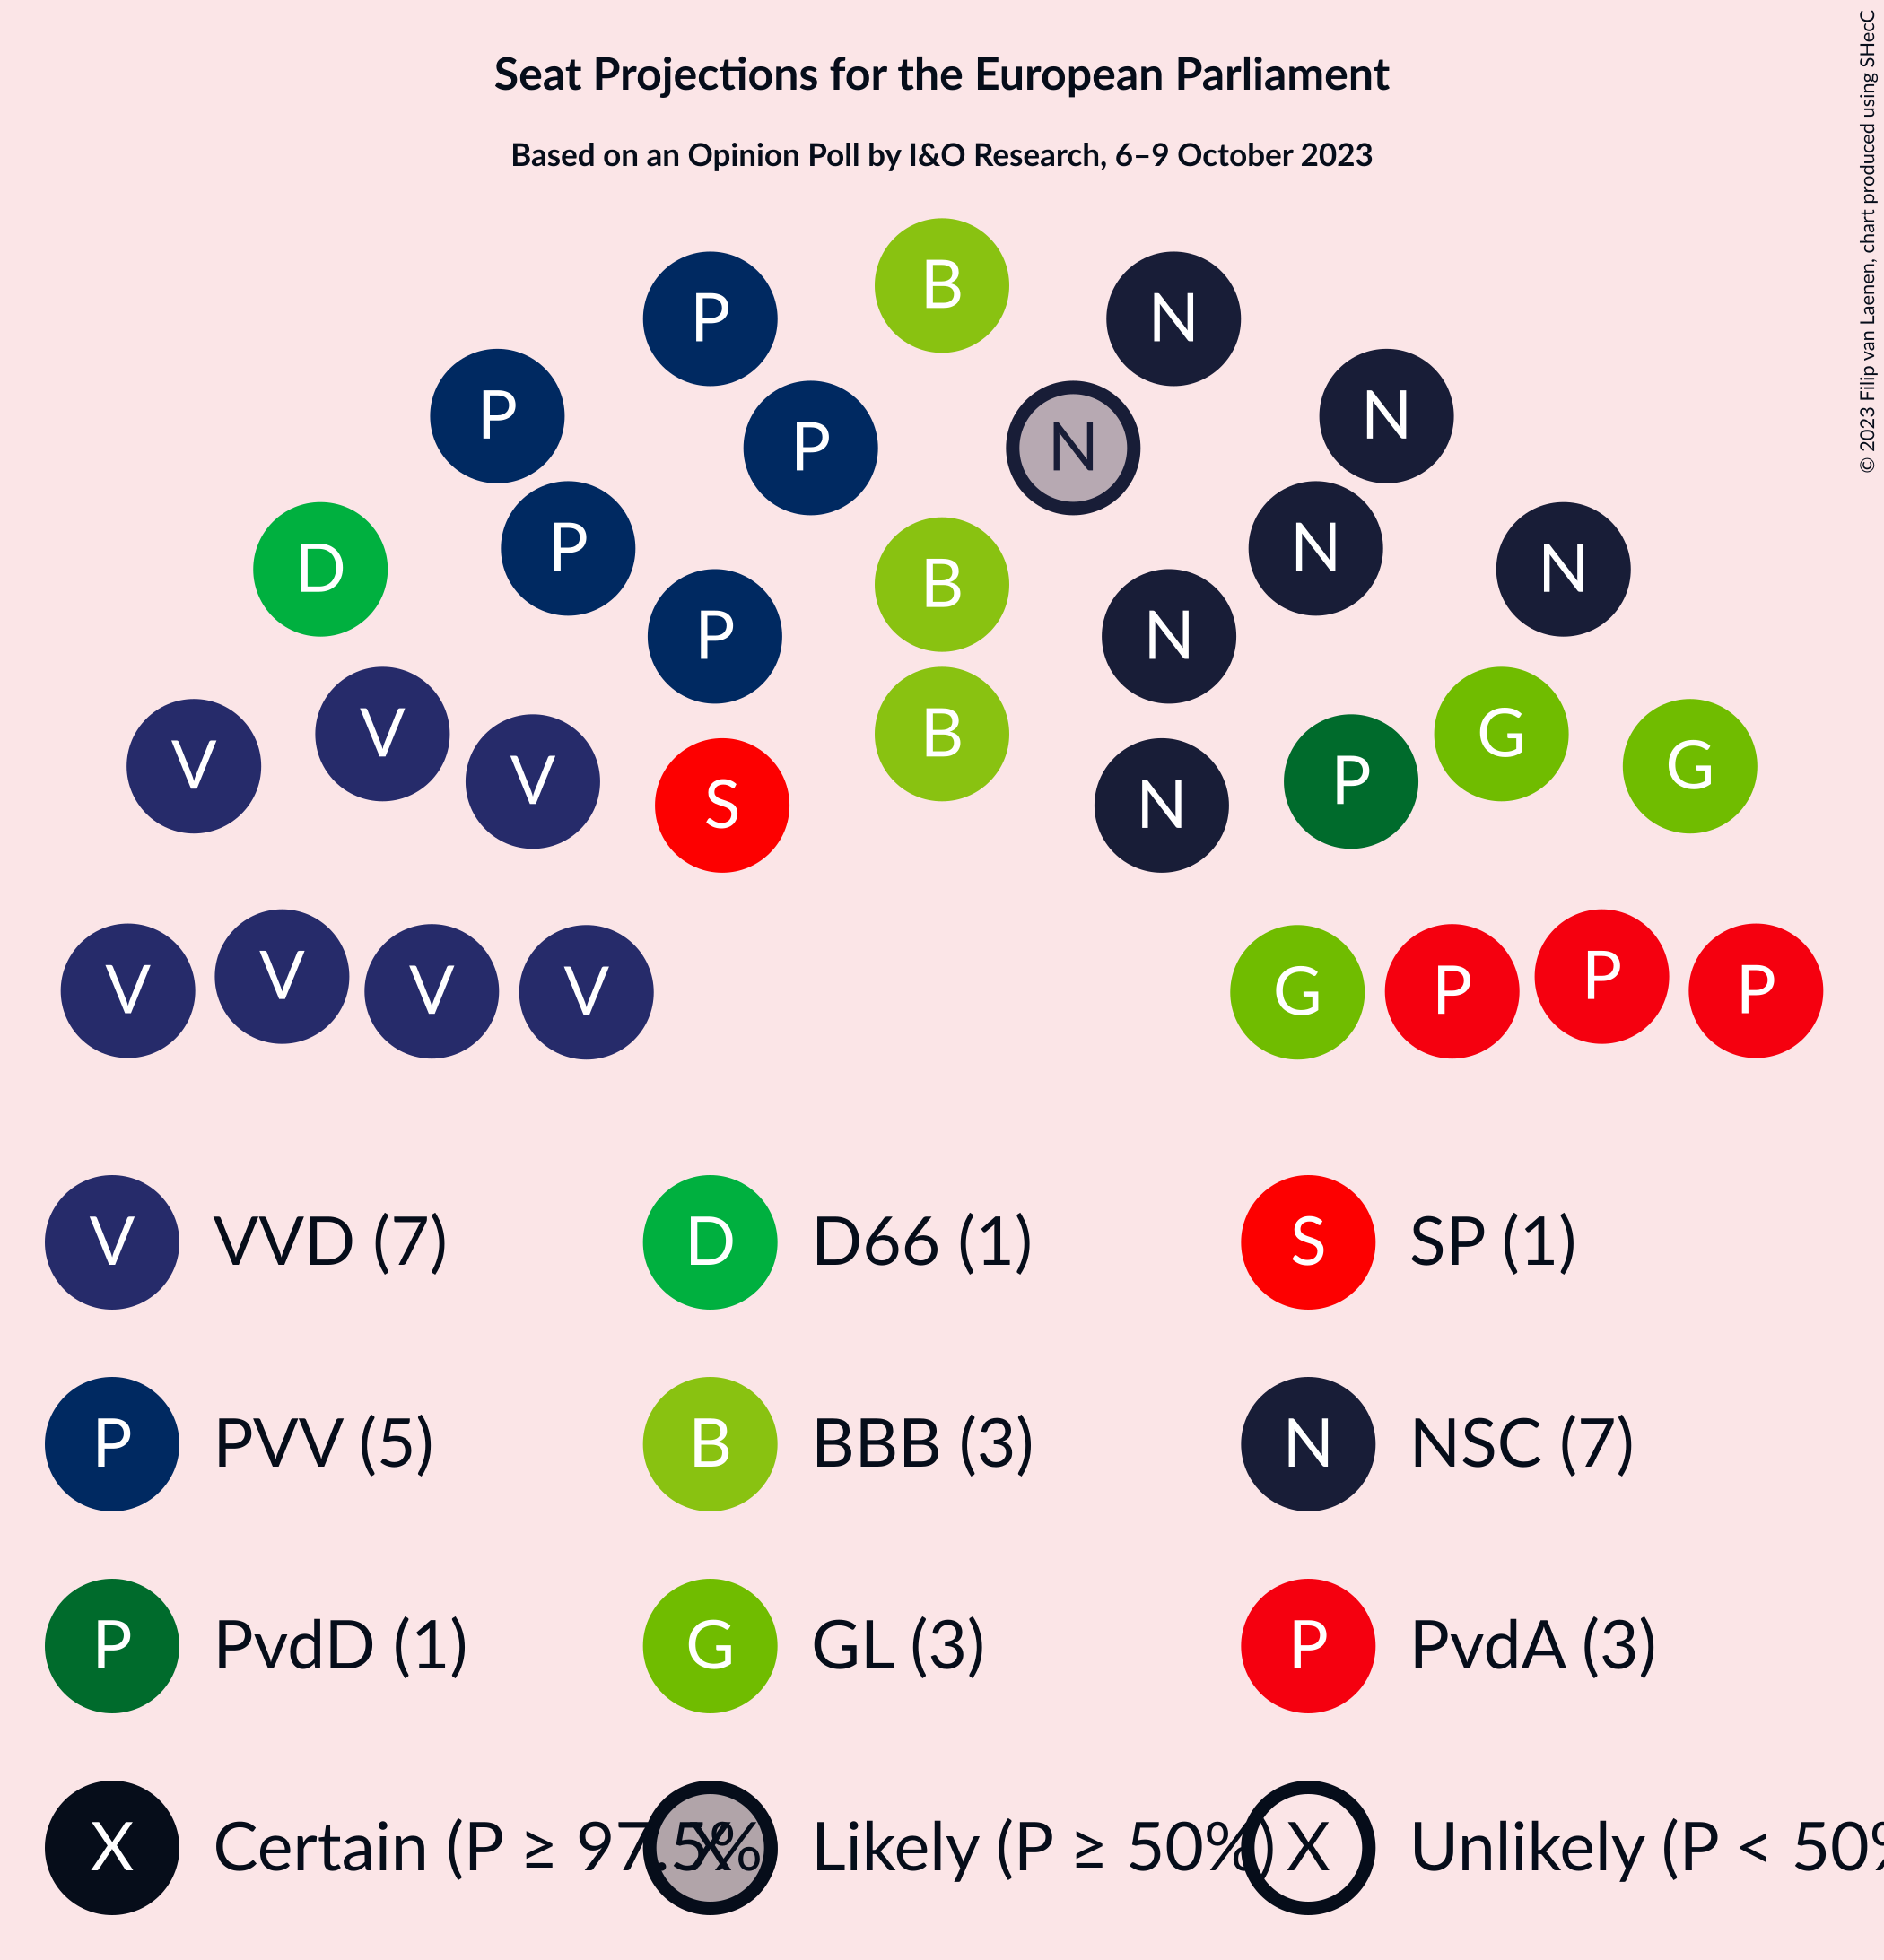 Seat Projections for the European Parliament
Based on an Opinion Poll by I&O Research, 6–9 October 2023
© 2023 Filip van Laenen, chart produced using SHecC
B
P N
P N
P N
P N
D N
B
P N
V V G G
B
V P
S N
V V V V G P P P
V VVD (7) D D66 (1) S SP (1)
P PVV (5) B BBB (3) N NSC (7)
P PvdD (1) G GL (3) P PvdA (3)
X Certain (P ≥ 97.5% X Likely (P ≥ 50%) X Unlikely (P < 50%